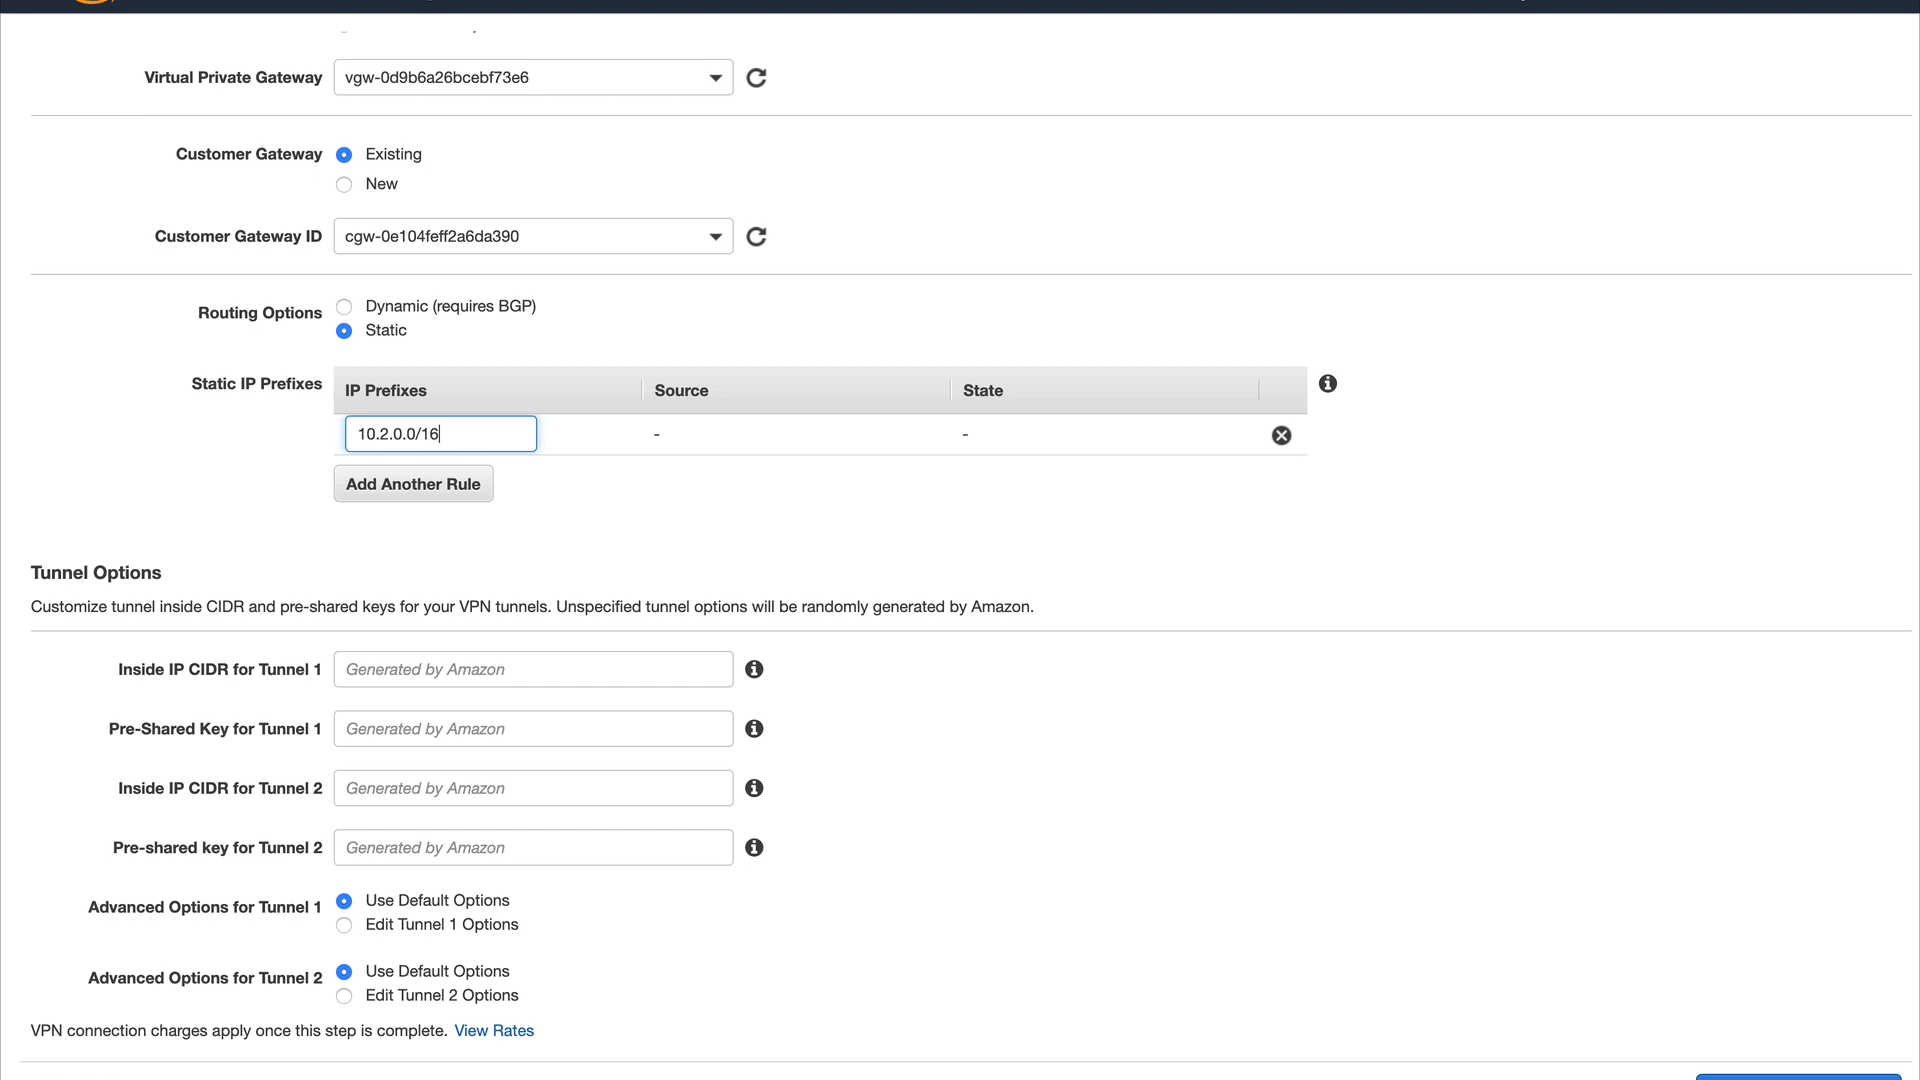 Virtual Private Gateway vgw-0d9b6a26bcebf73e6
Customer Gateway Existing
New
Customer Gateway ID cgw-0e104feff2a6da390
Routing Options Dynamic (requires BGP)
Static
Static IP Prefixes IP Prefixes Source State
10.2.0.0/16 - -
Add Another Rule
Tunnel Options
Customize tunnel inside CIDR and pre-shared keys for your VPN tunnels. Unspecified tunnel options will be randomly generated by Amazon.
Inside IP CIDR for Tunnel 1 Generated by Amazon
Pre-Shared Key for Tunnel 1 Generated by Amazon
Inside IP CIDR for Tunnel 2 Generated by Amazon
Pre-shared key for Tunnel 2 Generated by Amazon
Advanced Options for Tunnel 1 Use Default Options
Edit Tunnel 1 Options
Advanced Options for Tunnel 2 Use Default Options
Edit Tunnel 2 Options
VPN connection charges apply once this step is complete. View Rates